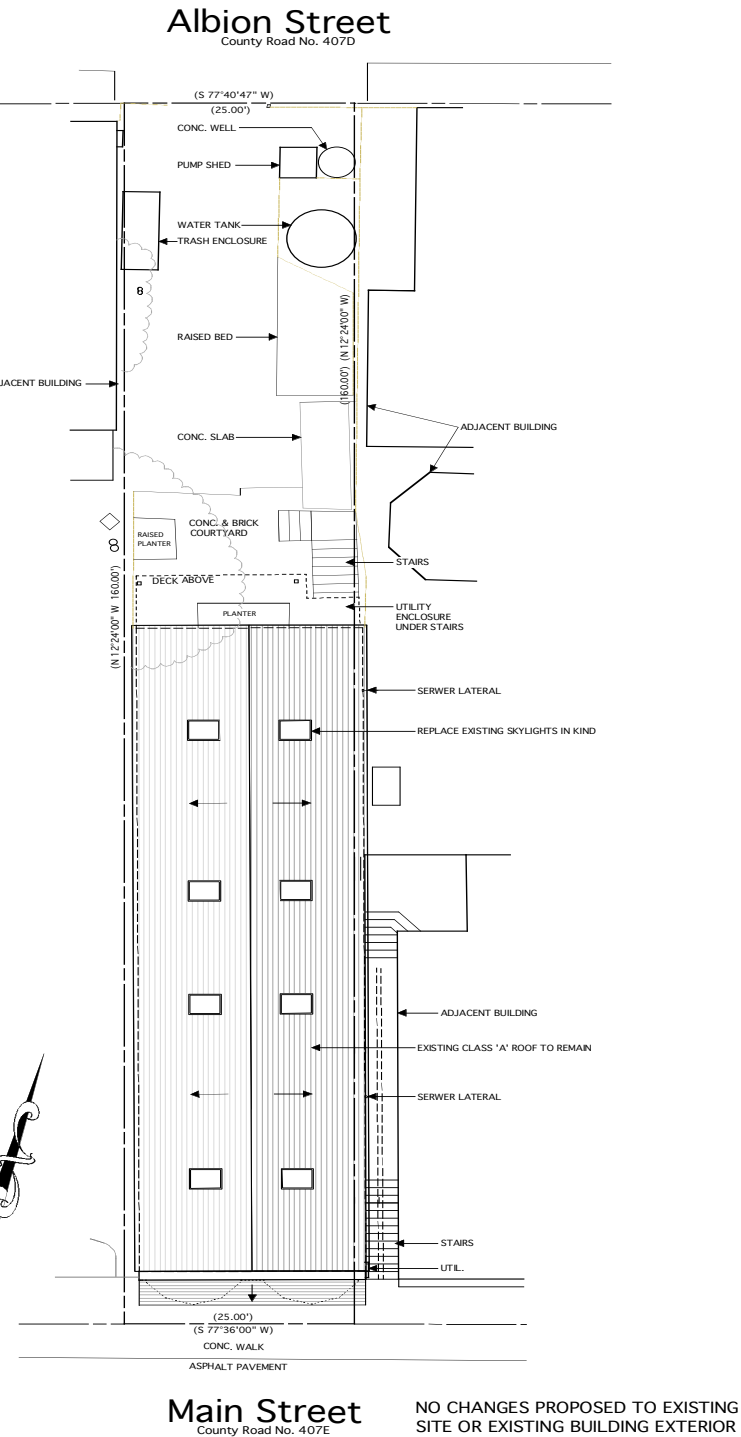 Albion Street
County Road No. 407D
(S 77°40'47" W)
(25.00')
CONC. WELL
PUMP SHED
WATER TANK
TRASH ENCLOSURE
8
RAISED BED
(160.00') (N 12°24'00" W)
JACENT BUILDING
ADJACENT BUILDING
CONC. SLAB
CONC. & BRICK
COURTYARD
RAISED
PLANTER
8
STAIRS
DECK ABOVE
(N 12°24'00" W 160.00')
PLANTER
UTILITY
ENCLOSURE
UNDER STAIRS
SERWER LATERAL
REPLACE EXISTING SKYLIGHTS IN KIND
ADJACENT BUILDING
EXISTING CLASS 'A' ROOF TO REMAIN
SERWER LATERAL
STAIRS
UTIL.
(25.00')
(S 77°36'00" W)
CONC. WALK
ASPHALT PAVEMENT
Main Street
County Road No. 407E
NO CHANGES PROPOSED TO EXISTING
SITE OR EXISTING BUILDING EXTERIOR